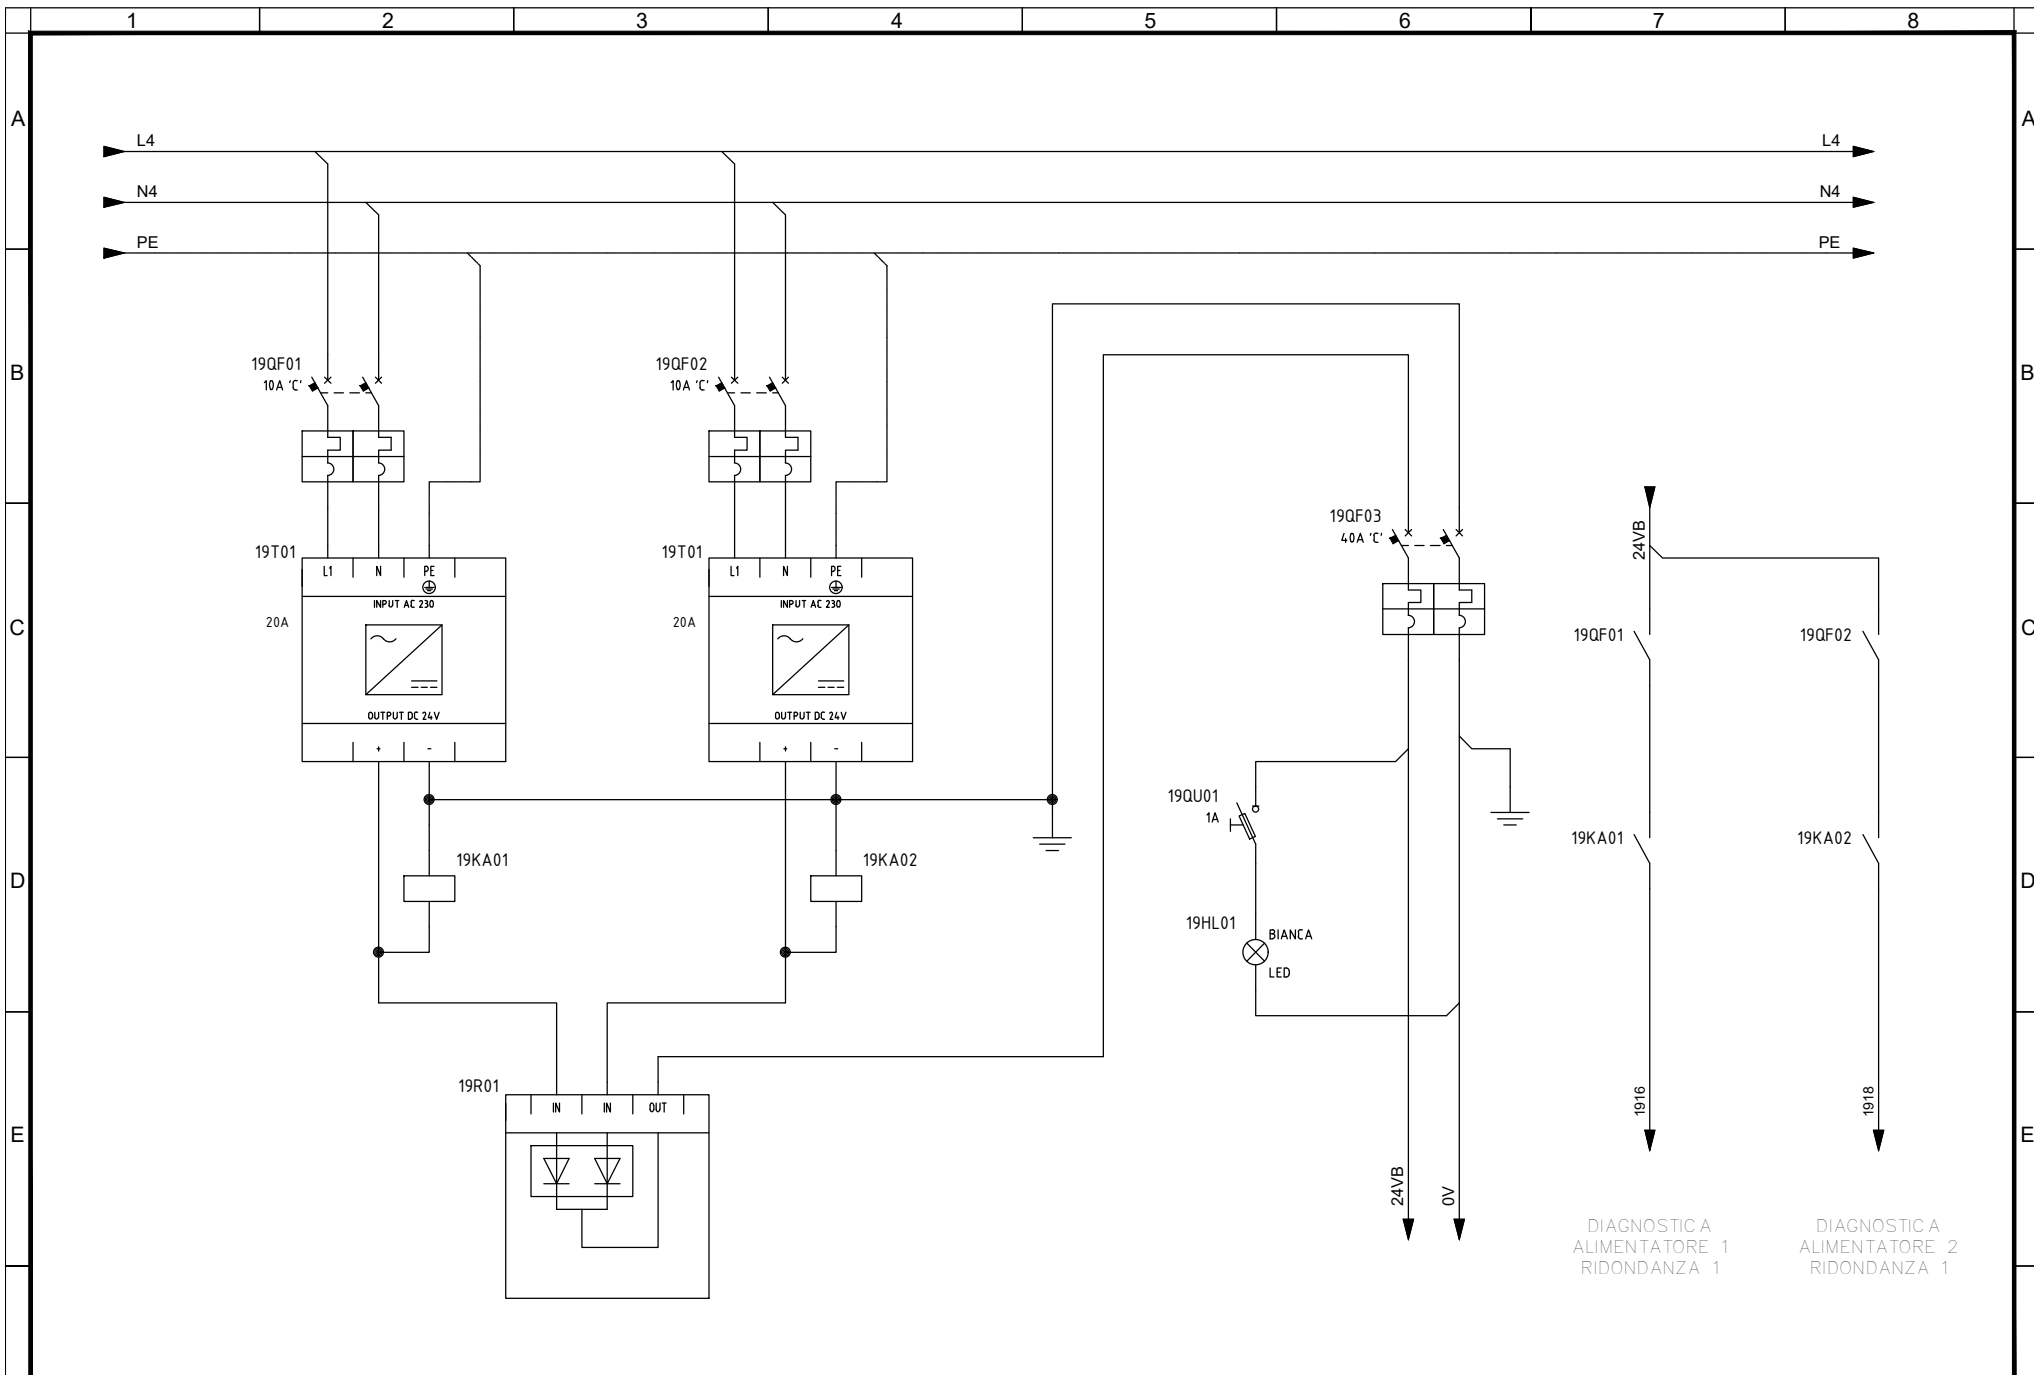 1 2 3 4 5 6 7 8
A A
L4 L4
N4 N4
PE PE
B B
19QF01 19QF02
10A 'C' 10A 'C'
19QF03
40A 'C'
24VB
19T01 19T01
L1 N PE L1 N PE
INPUT AC 230 INPUT AC 230
20A 20A
C C
19QF01 19QF02
OUTPUT DC 24V OUTPUT DC 24V
+ - + -
19QU01
1A
19KA01 19KA02
19KA01 19KA02
D D
19HL01
BIANCA
LED
19R01
IN IN OUT
1916 1918
E E
24VB 0V
DIAGNOSTICA
ALIMENTATORE 1
RIDONDANZA 1
DIAGNOSTICA
ALIMENTATORE 2
RIDONDANZA 1